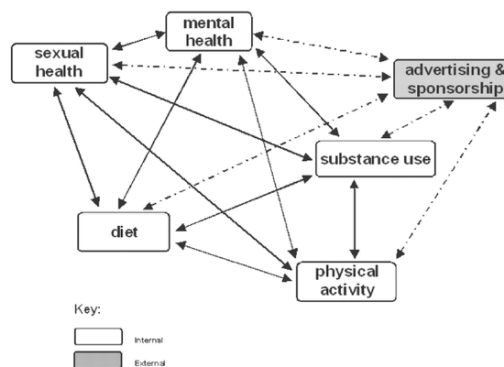 mental
health
sexual
health
advertising &
sponsorship
substance use
diet
physical
activity
Key:
Internal
External